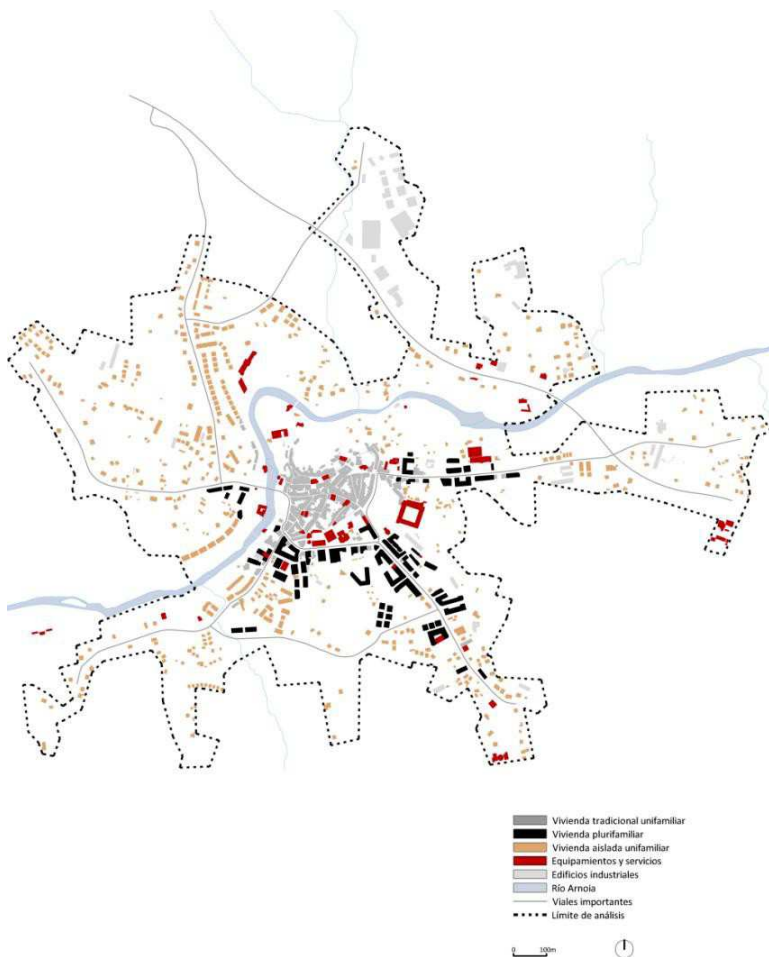 Vivienda tradicional unifamiliar
Vivienda plurifamiliar
Vivienda aislada unifamiliar
Equipamientos y servicios
Edificios industriales
Río Arnoia
Viales importantes
Límite de análisis
0 100m